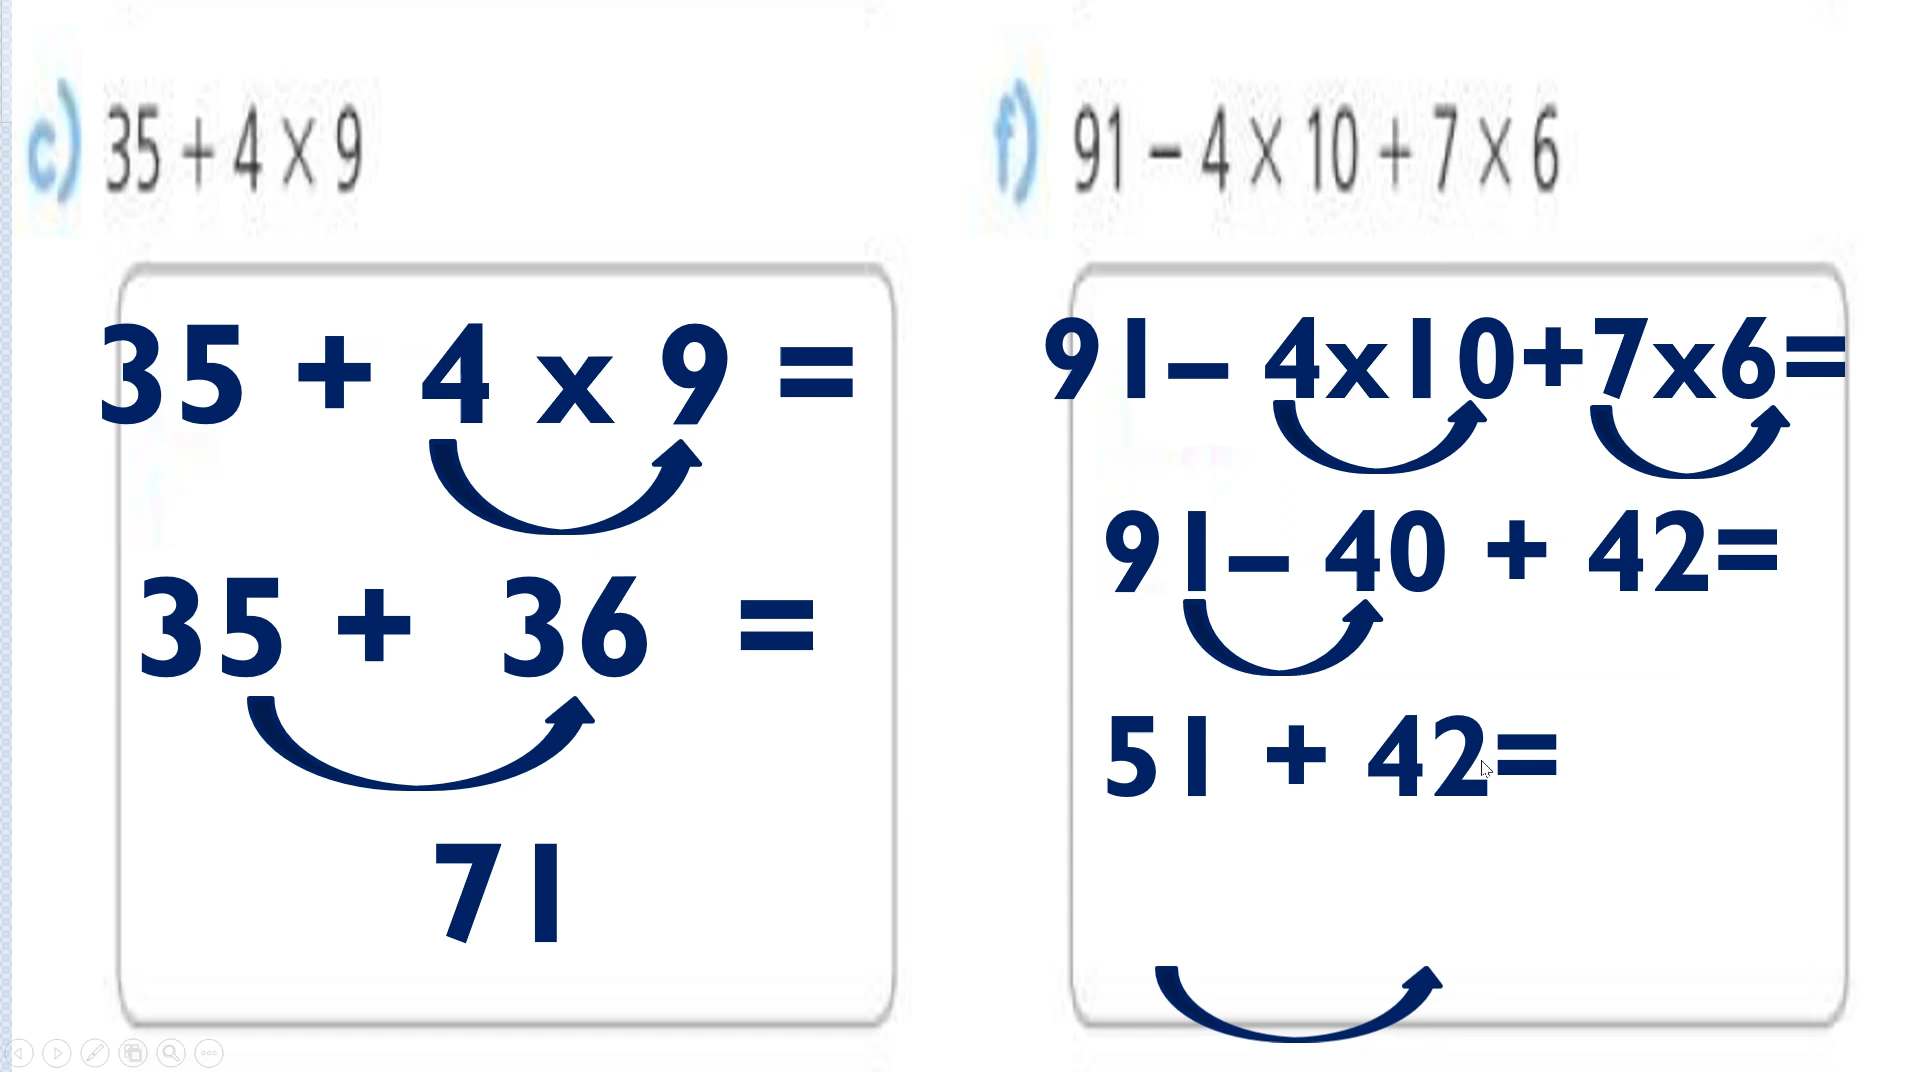 c) 35 + 4 × 9
35 + 4 x 9 =
35 + 36 =
71
f) 91 – 4 × 10 + 7 × 6
91– 4x10+7x6=
91– 40 + 42=
51 + 42=